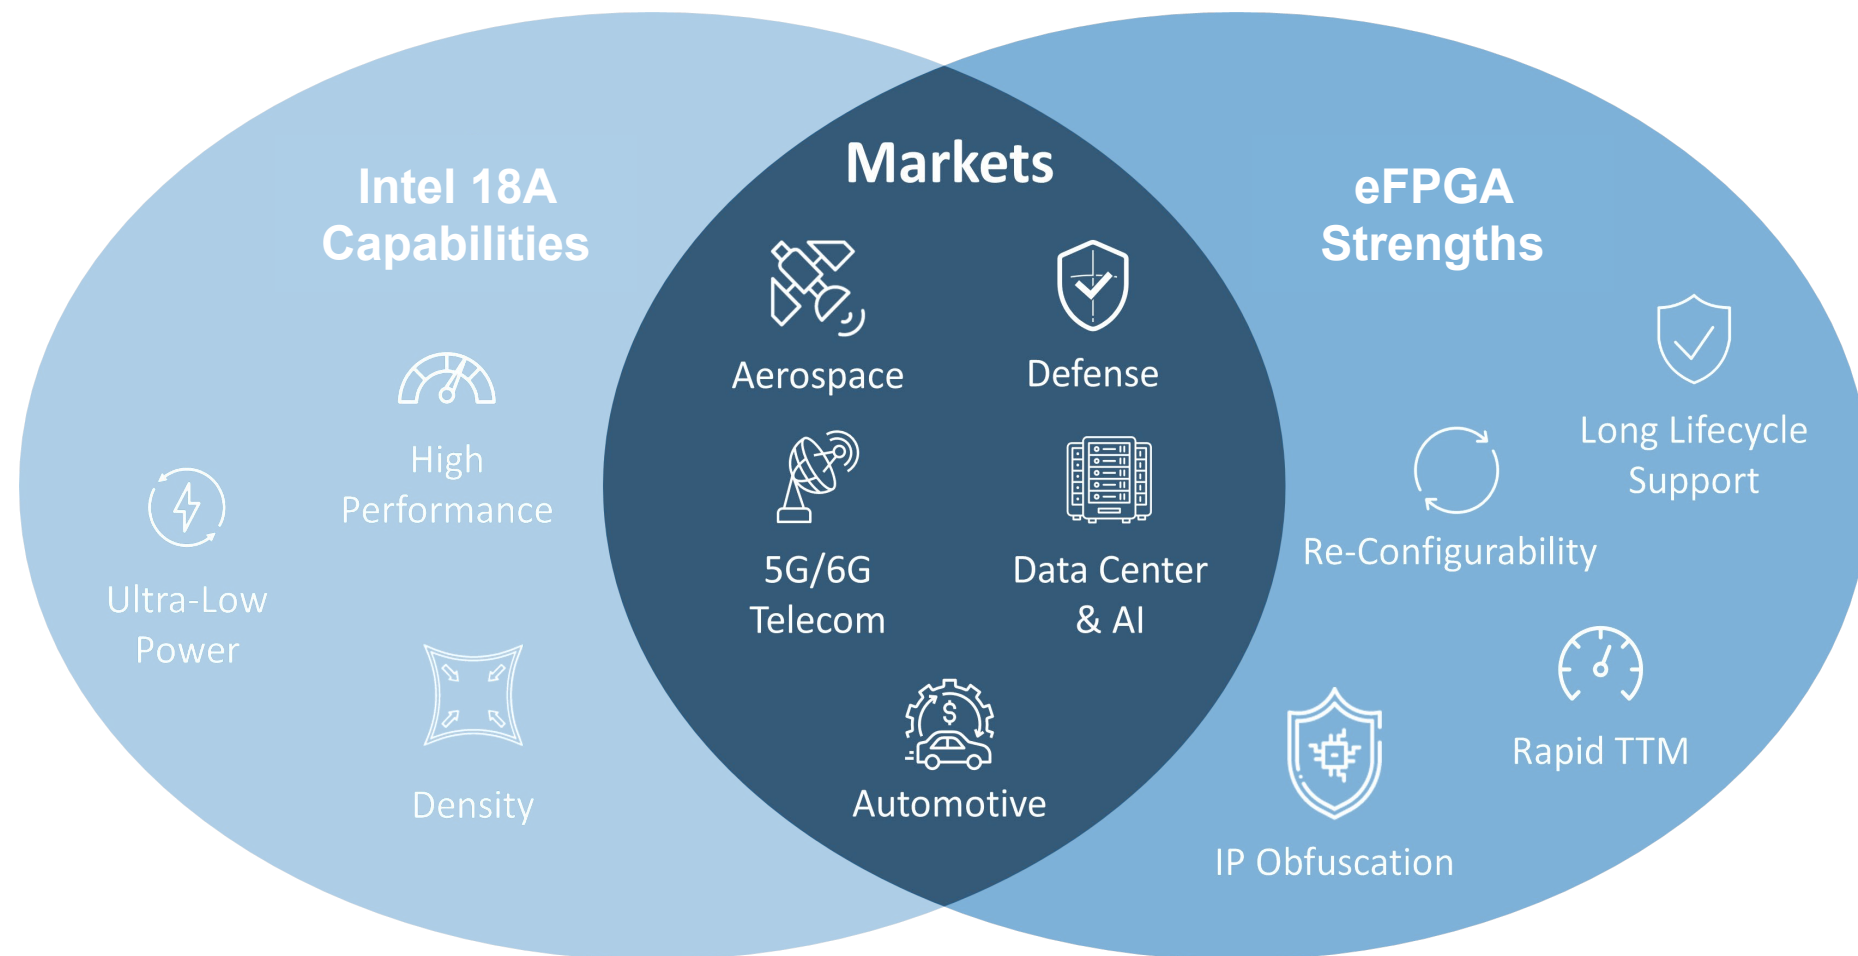 Intel 18A
Capabilities
High
Performance
Ultra-Low
Power
Density
Markets
Aerospace
Defense
5G/6G
Telecom
Data Center
& AI
$
Automotive
eFPGA
Strengths
Long Lifecycle
Support
Re-Configurability
Rapid TTM
IP Obfuscation